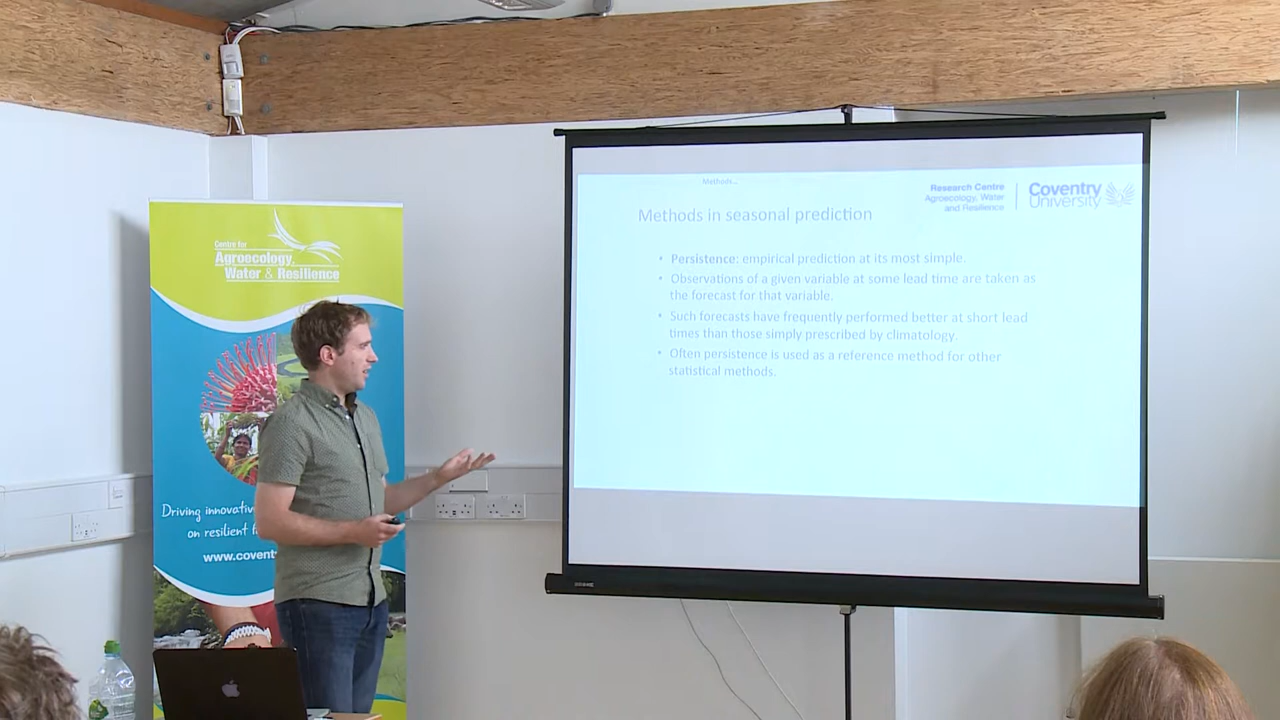 Centre for
Agroecology,
Water & Resilience
Driving innovative
on resilient
www.covent
Methods...
Research Centre
Agroecology, Water
and Resilience
Coventry
University
Methods in seasonal prediction
• Persistence: empirical prediction at its most simple.
• Observations of a given variable at some lead time are taken as
the forecast for that variable.
• Such forecasts have frequently performed better at short lead
times than those simply prescribed by climatology.
• Often persistence is used as a reference method for other
statistical methods.